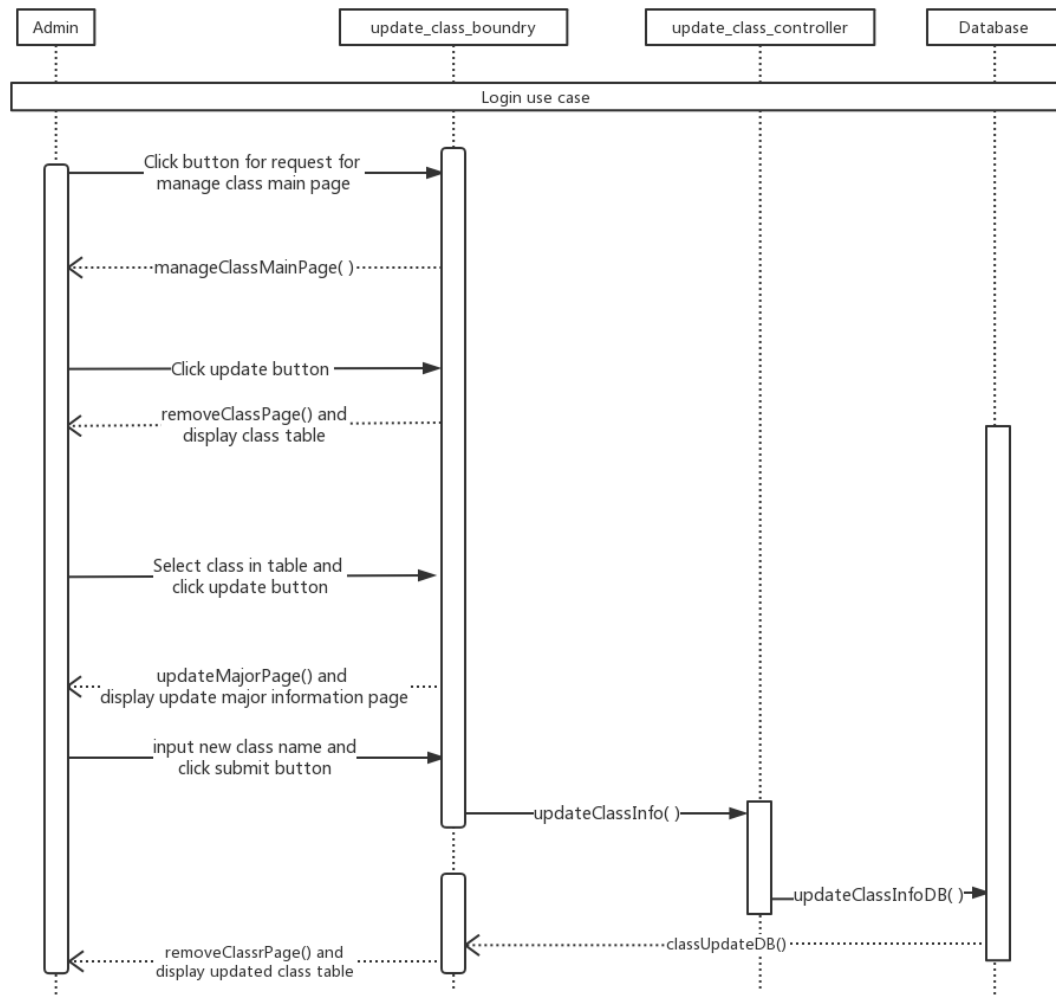 Admin
update_class_boundry
update_class_controller
Database
Login use case
Click button for request for
manage class main page
manageClassMainPage( )
Click update button
removeClassPage() and
display class table
Select class in table and
click update button
updateMajorPage() and
display update major information page
input new class name and
click submit button
updateClassInfo( )
updateClassInfoDB( )
classUpdateDB()
removeClassrPage() and
display updated class table